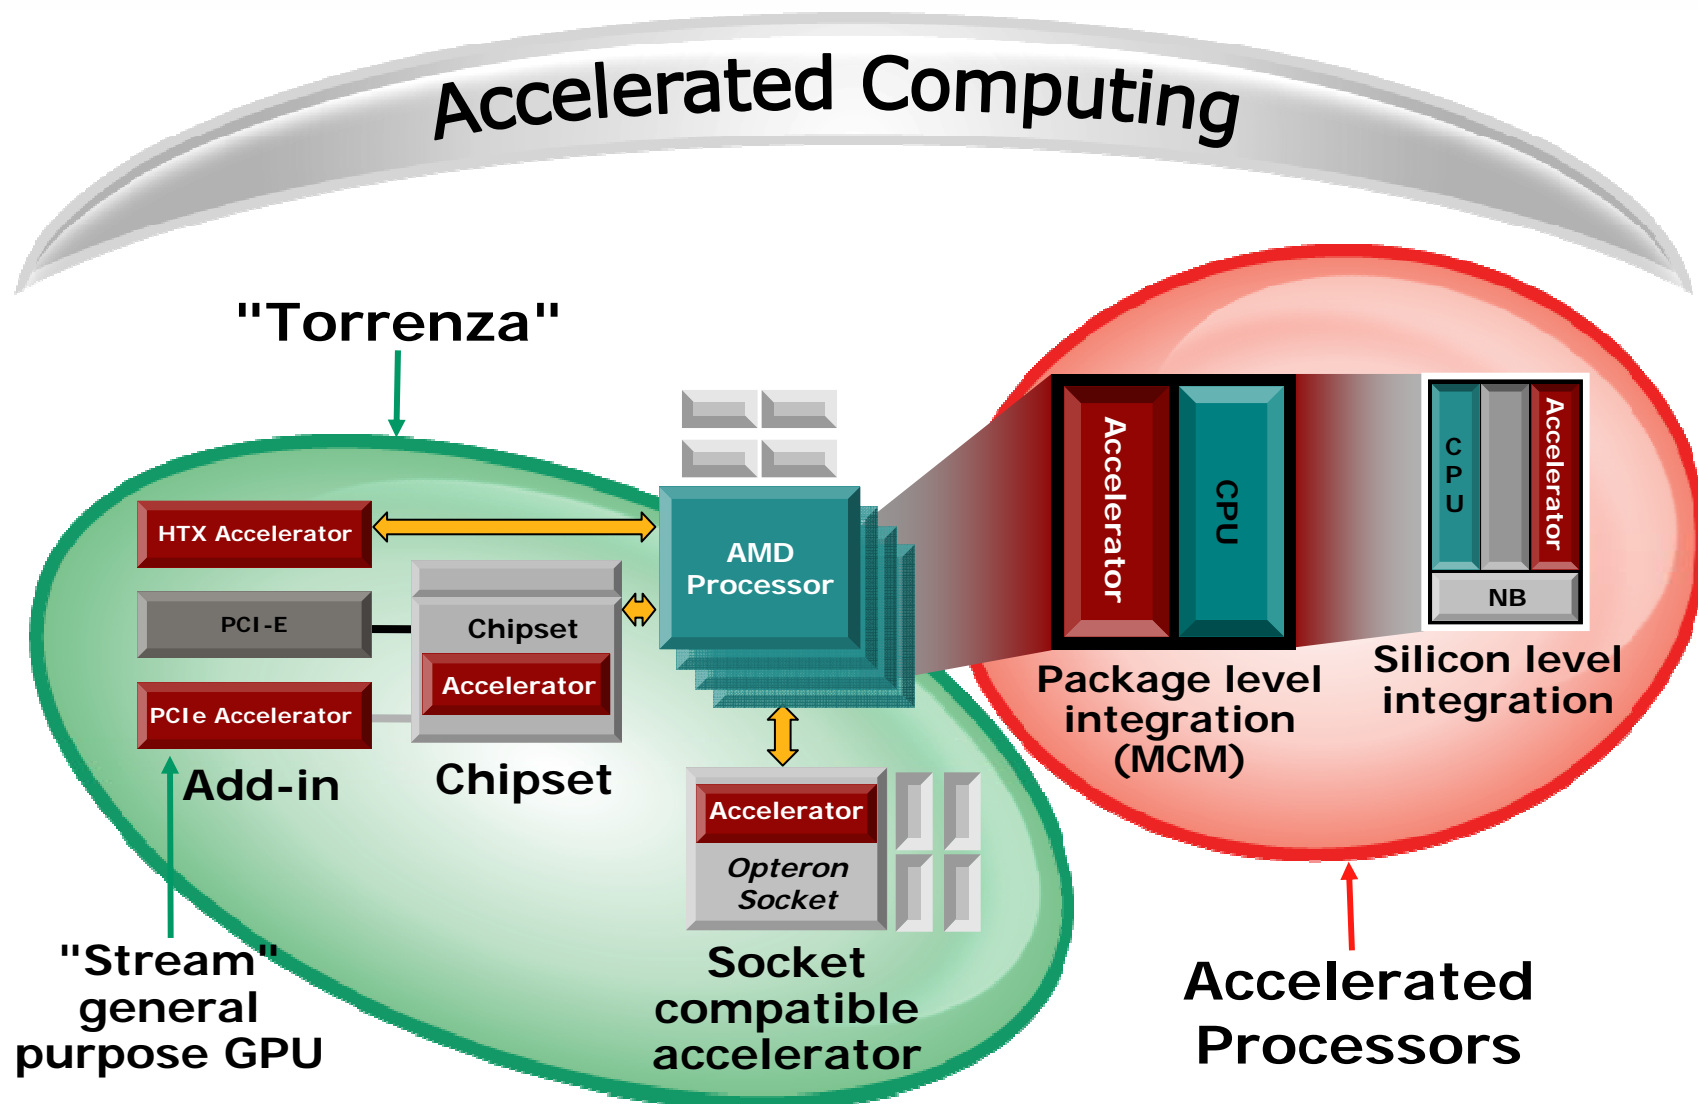 Accelerated Computing
"Torrenza"
HTX Accelerator
PCI-E
PCIe Accelerator
Add-in
Chipset
Accelerator
Chipset
AMD
Processor
Accelerator
Opteron
Socket
Socket
compatible
accelerator
"Stream"
general
purpose GPU
Accelerator
CPU
Package level
integration
(MCM)
CPU
Accelerator
NB
Silicon level
integration
Accelerated
Processors